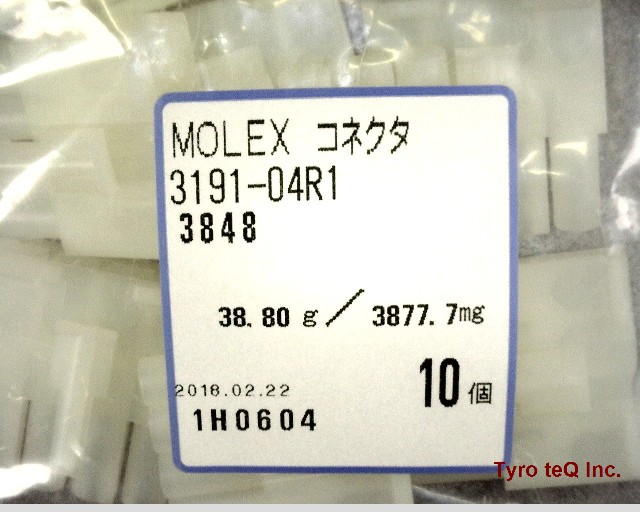 MOLEX コネクタ
3191-04R1
3848
38.80 g／3877.7mg
2018.02.22
10個
1H0604
Tyro teQ Inc.